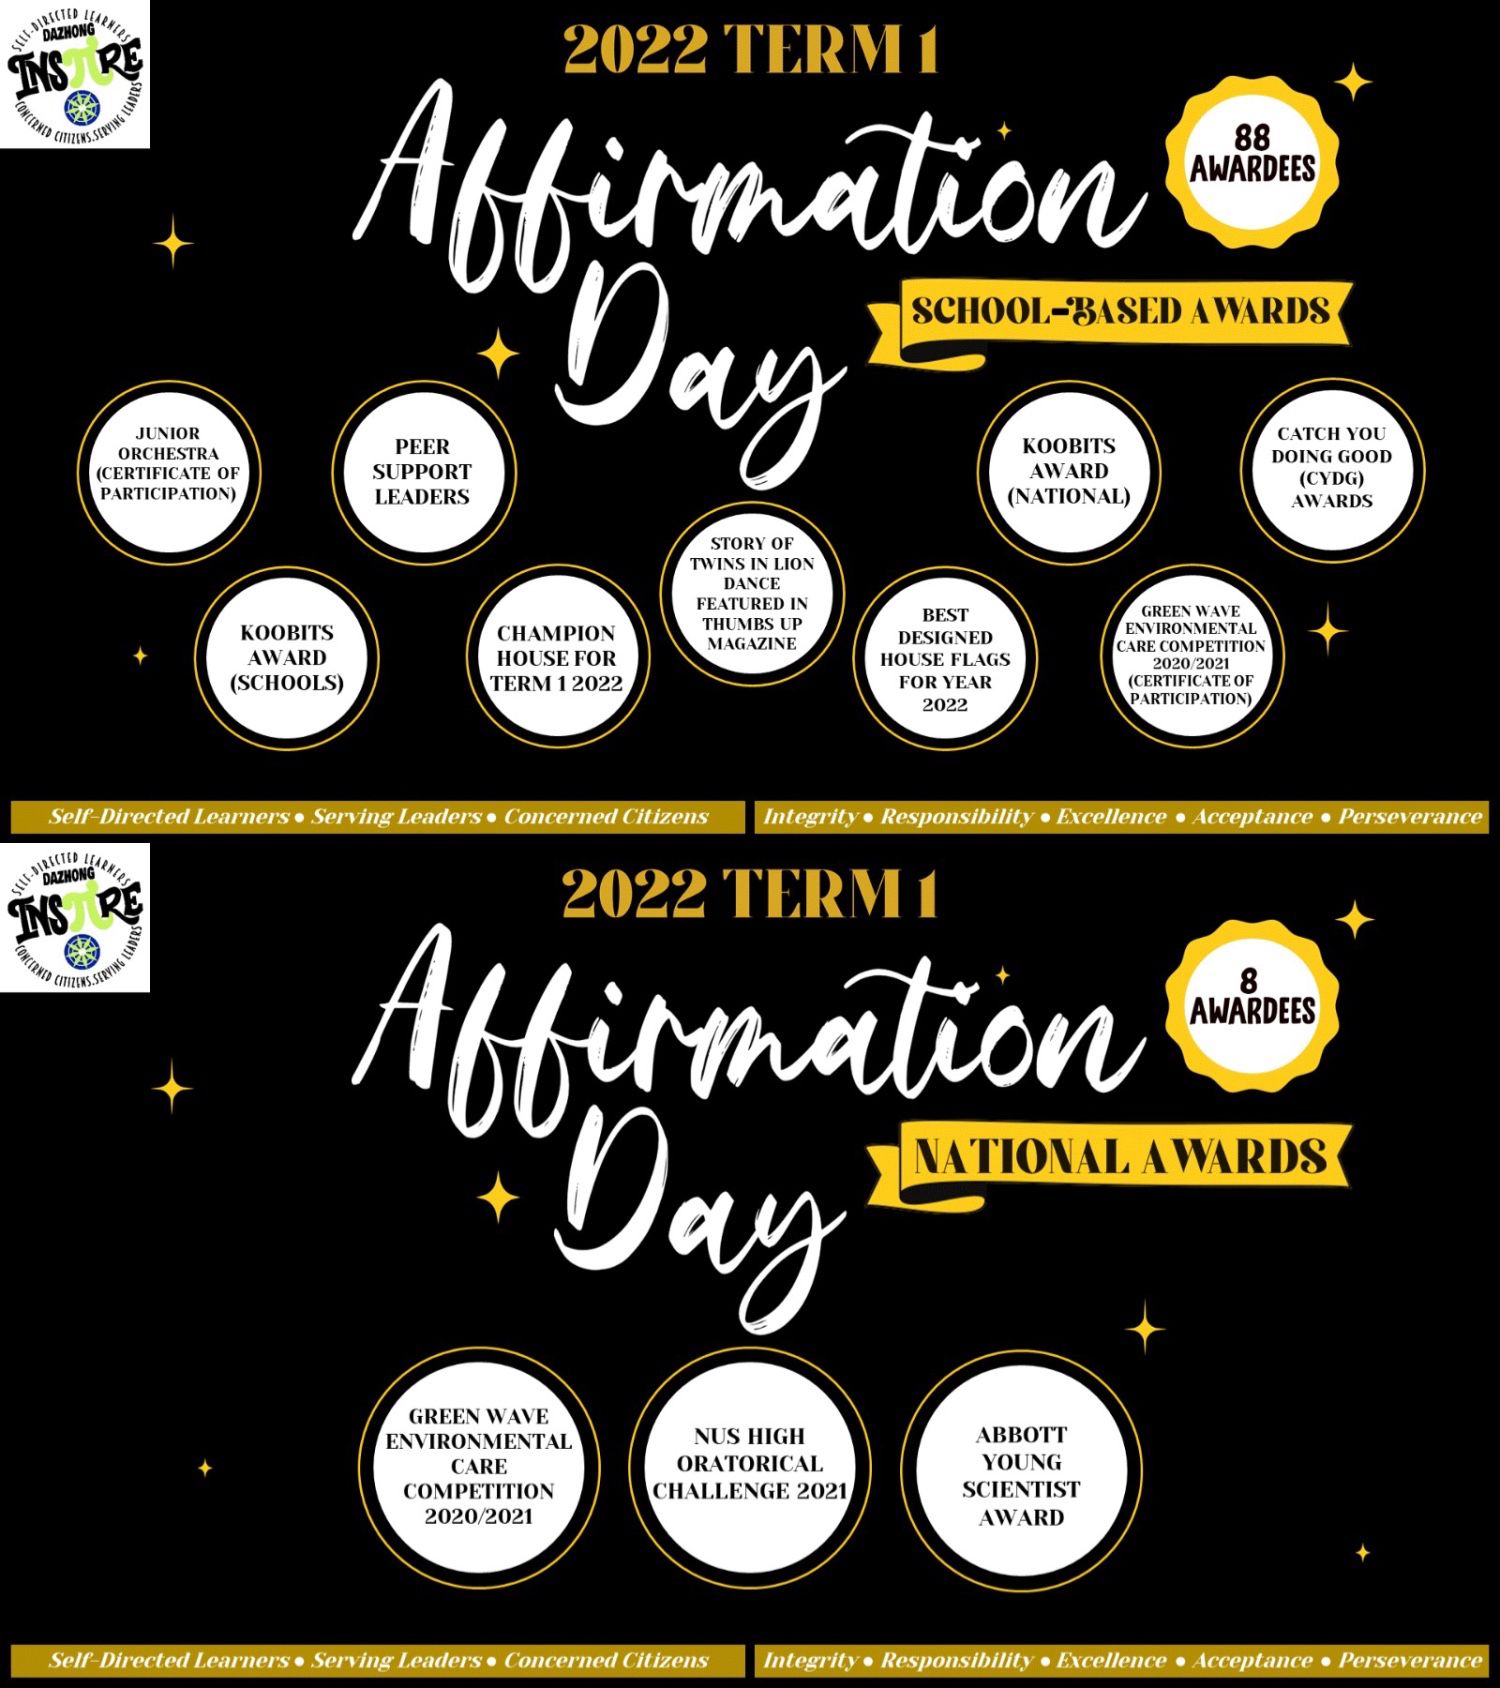 SELF-DIRECTED LEARNERS
DAZHONG
INSπRE
CONCERNED CITIZENS.SERVING LEADERS
2022 TERM 1
Affirmation
Day
88
AWARDEES
SCHOOL-BASED AWARDS
JUNIOR
ORCHESTRA
(CERTIFICATE OF
PARTICIPATION)
PEER
SUPPORT
LEADERS
KOOBITS
AWARD
(NATIONAL)
CATCH YOU
DOING GOOD
(CYDG)
AWARDS
KOOBITS
AWARD
(SCHOOLS)
CHAMPION
HOUSE FOR
TERM 1 2022
STORY OF
TWINS IN LION
DANCE
FEATURED IN
THUMBS UP
MAGAZINE
BEST
DESIGNED
HOUSE FLAGS
FOR YEAR
2022
GREEN WAVE
ENVIRONMENTAL
CARE COMPETITION
2020/2021
(CERTIFICATE OF
PARTICIPATION)
Self-Directed Learners ● Serving Leaders ● Concerned Citizens
Integrity ● Responsibility ● Excellence ● Acceptance ● Perseverance
SELF-DIRECTED LEARNERS
DAZHONG
INSπRE
CONCERNED CITIZENS.SERVING LEADERS
2022 TERM 1
Affirmation
Day
8
AWARDEES
NATIONAL AWARDS
GREEN WAVE
ENVIRONMENTAL
CARE
COMPETITION
2020/2021
NUS HIGH
ORATORICAL
CHALLENGE 2021
ABBOTT
YOUNG
SCIENTIST
AWARD
Self-Directed Learners ● Serving Leaders ● Concerned Citizens
Integrity ● Responsibility ● Excellence ● Acceptance ● Perseverance